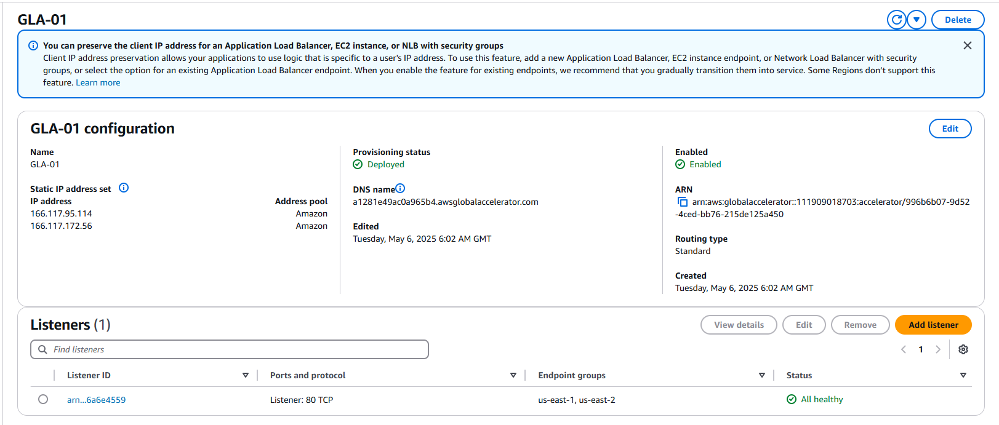 GLA-01
Delete
You can preserve the client IP address for an Application Load Balancer, EC2 instance, or NLB with security groups
Client IP address preservation allows your applications to use logic that is specific to a user's IP address. To use this feature, add a new Application Load Balancer, EC2 instance endpoint, or Network Load Balancer with security
groups, or select the option for an existing Application Load Balancer endpoint. When you enable the feature for existing endpoints, we recommend that you gradually transition them into service. Some Regions don't support this
feature. Learn more
GLA-01 configuration
Edit
Name
GLA-01
Static IP address set
IP address Address pool
166.117.95.114 Amazon
166.117.172.56 Amazon
Provisioning status
Deployed
DNS name
a1281e49ac0a965b4.awsglobalaccelerator.com
Edited
Tuesday, May 6, 2025 6:02 AM GMT
Enabled
Enabled
ARN
arn:aws:globalaccelerator::111909018703:accelerator/996b6b07-9d52
-4ced-bb76-215de125a450
Routing type
Standard
Created
Tuesday, May 6, 2025 6:02 AM GMT
Listeners (1)
View details Edit Remove Add listener
Find listeners
1
Listener ID Ports and protocol Endpoint groups Status
arn...6a6e4559 Listener: 80 TCP us-east-1, us-east-2 All healthy